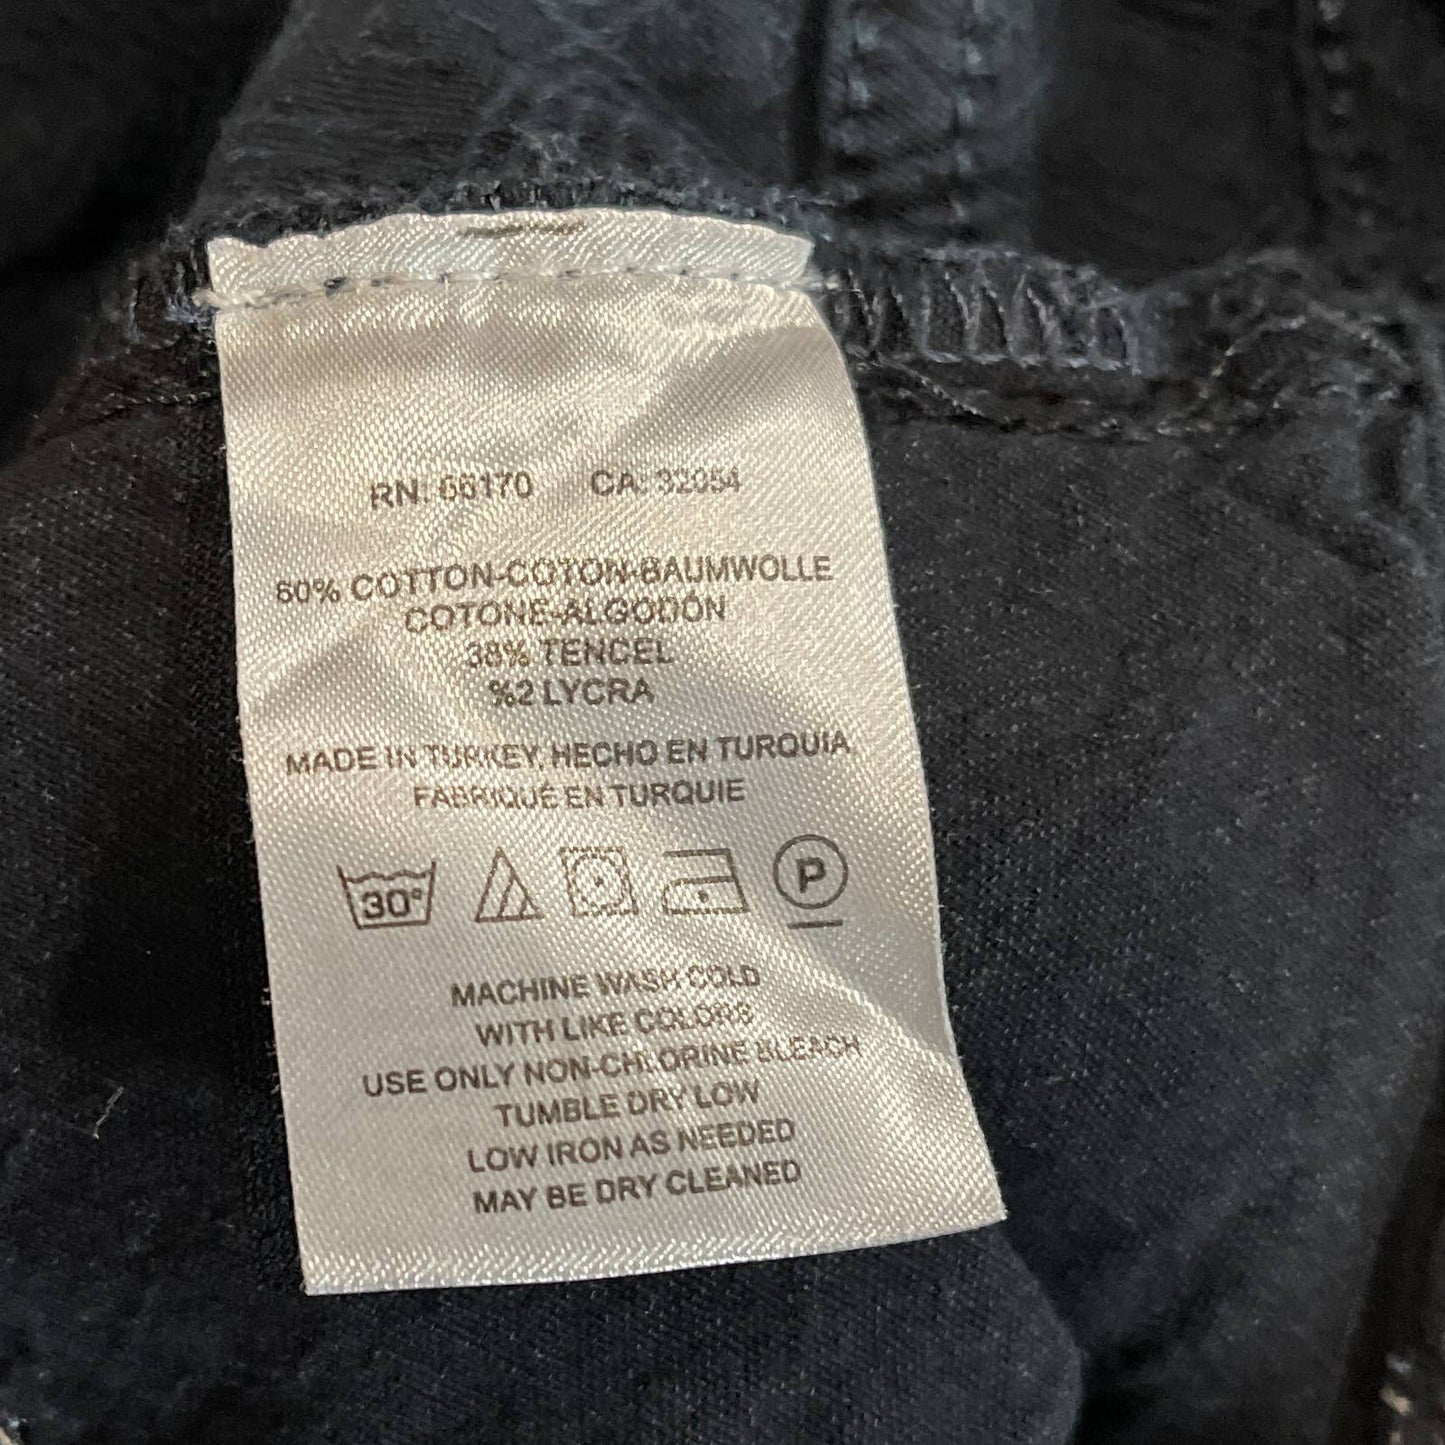 RN: 66170 CA: 32054
60% COTTON-COTON-BAUMWOLLE
COTONE-ALGODÓN
38% TENCEL
%2 LYCRA
MADE IN TURKEY, HECHO EN TURQUIA,
FABRIQUÉ EN TURQUIE
30° P
MACHINE WASH COLD
WITH LIKE COLORS
USE ONLY NON-CHLORINE BLEACH
TUMBLE DRY LOW
LOW IRON AS NEEDED
MAY BE DRY CLEANED